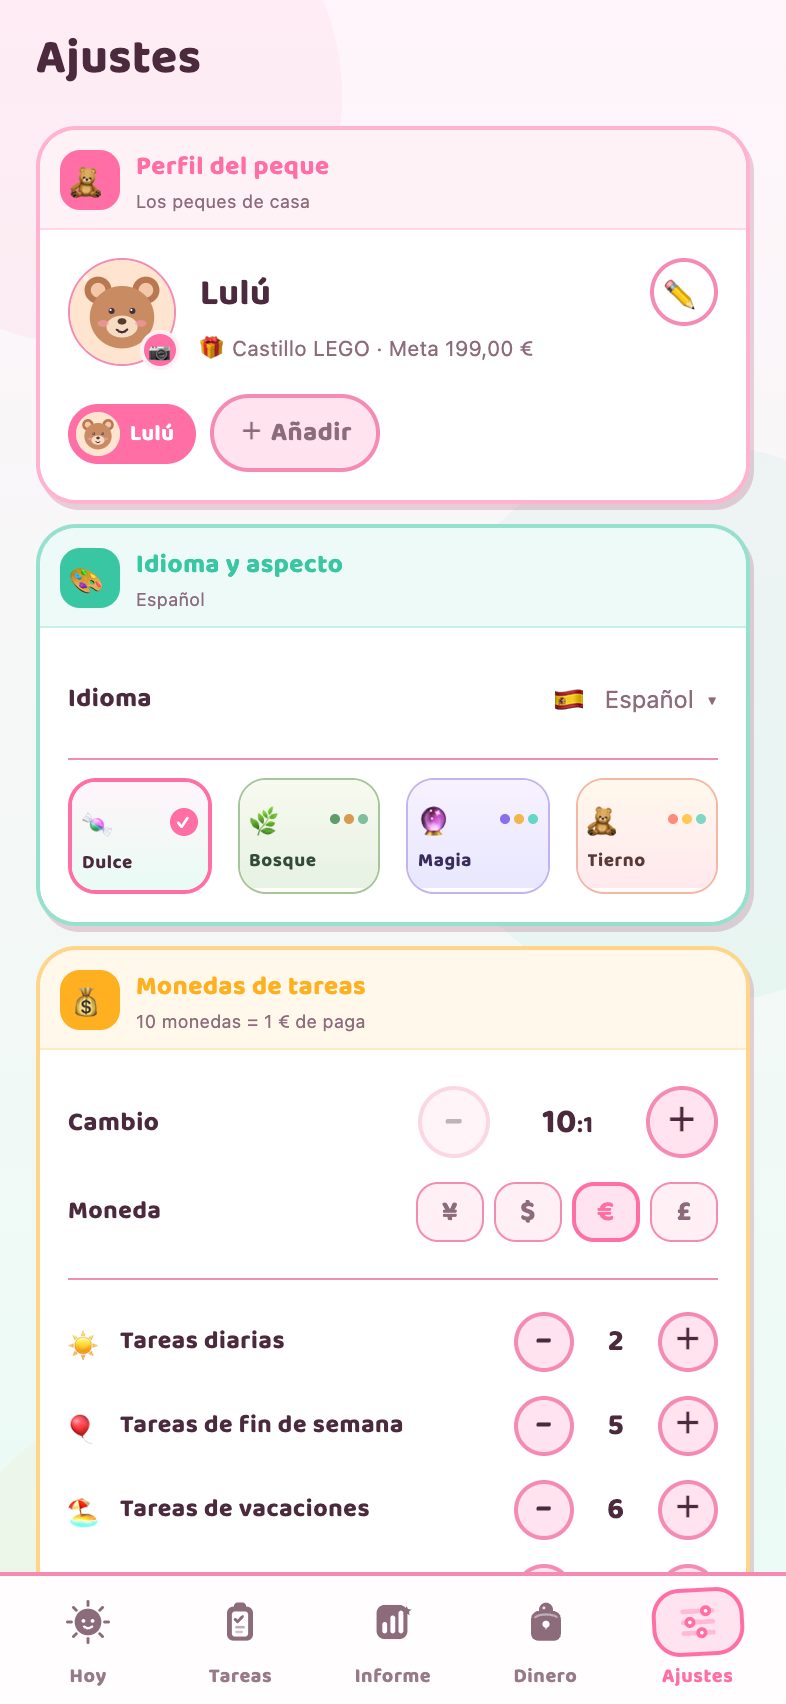 Ajustes
Perfil del peque
Los peques de casa
Lulú
Castillo LEGO · Meta 199,00 €
Lulú
+ Añadir
Idioma y aspecto
Español
Idioma
Español ▾
Dulce
Bosque
Magia
Tierno
Monedas de tareas
10 monedas = 1 € de paga
Cambio
− 10:1 +
Moneda
¥ $ € £
Tareas diarias
− 2 +
Tareas de fin de semana
− 5 +
Tareas de vacaciones
− 6 +
Hoy
Tareas
Informe
Dinero
Ajustes